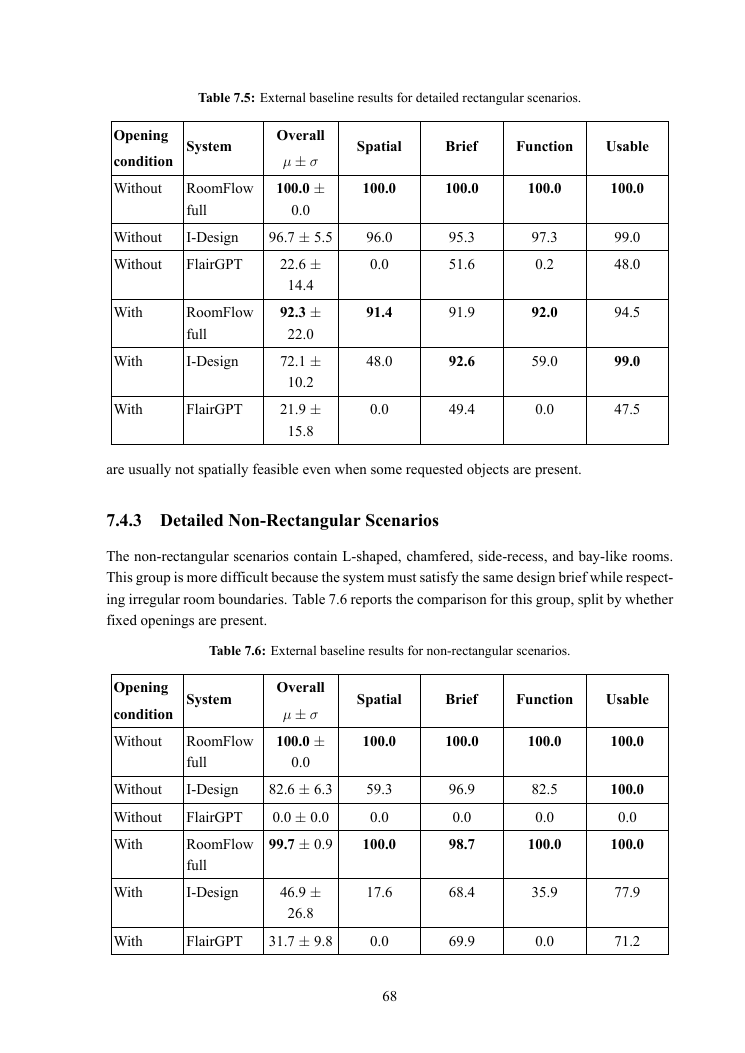 Table 7.5: External baseline results for detailed rectangular scenarios.
Opening condition System Overall μ ± σ Spatial Brief Function Usable
Without RoomFlow full 100.0 ± 0.0 100.0 100.0 100.0 100.0
Without I-Design 96.7 ± 5.5 96.0 95.3 97.3 99.0
Without FlairGPT 22.6 ± 14.4 0.0 51.6 0.2 48.0
With RoomFlow full 92.3 ± 22.0 91.4 91.9 92.0 94.5
With I-Design 72.1 ± 10.2 48.0 92.6 59.0 99.0
With FlairGPT 21.9 ± 15.8 0.0 49.4 0.0 47.5
are usually not spatially feasible even when some requested objects are present.
7.4.3 Detailed Non-Rectangular Scenarios
The non-rectangular scenarios contain L-shaped, chamfered, side-recess, and bay-like rooms.
This group is more difficult because the system must satisfy the same design brief while respect-
ing irregular room boundaries. Table 7.6 reports the comparison for this group, split by whether
fixed openings are present.
Table 7.6: External baseline results for non-rectangular scenarios.
Opening condition System Overall μ ± σ Spatial Brief Function Usable
Without RoomFlow full 100.0 ± 0.0 100.0 100.0 100.0 100.0
Without I-Design 82.6 ± 6.3 59.3 96.9 82.5 100.0
Without FlairGPT 0.0 ± 0.0 0.0 0.0 0.0 0.0
With RoomFlow full 99.7 ± 0.9 100.0 98.7 100.0 100.0
With I-Design 46.9 ± 26.8 17.6 68.4 35.9 77.9
With FlairGPT 31.7 ± 9.8 0.0 69.9 0.0 71.2
68